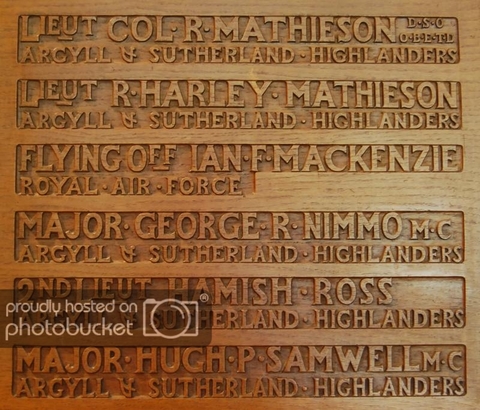 LIEUT COL·R·MATHIESON D·S·O O·B·E·T·D
ARGYLL & SUTHERLAND·HIGHLANDERS
LIEUT R·HARLEY·MATHIESON
ARGYLL & SUTHERLAND·HIGHLANDERS
FLYING OFF IAN·F·MACKENZIE
ROYAL·AIR·FORCE
MAJOR·GEORGE·R·NIMMO M·C
ARGYLL & SUTHERLAND·HIGHLANDERS
2ND LIEUT HAMISH·ROSS
SUTHERLAND·HIGHLANDERS
proudly hosted on
photobucket®
MAJOR·HUGH·P·SAMWELL M·C
ARGYLL & SUTHERLAND·HIGHLANDERS